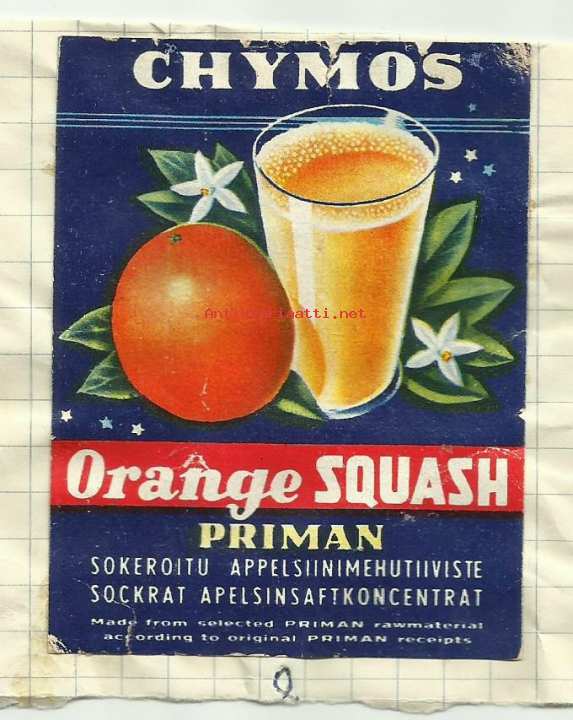 CHYMOS
Antikvariaatti.net
Orange SQUASH
PRIMAN
SOKEROITU APPELSIINIMEHUTIIVISTE
SOCKRAT APELSINSAFTKONCENTRAT
Made from selected PRIMAN rawmaterial
according to original PRIMAN receipts